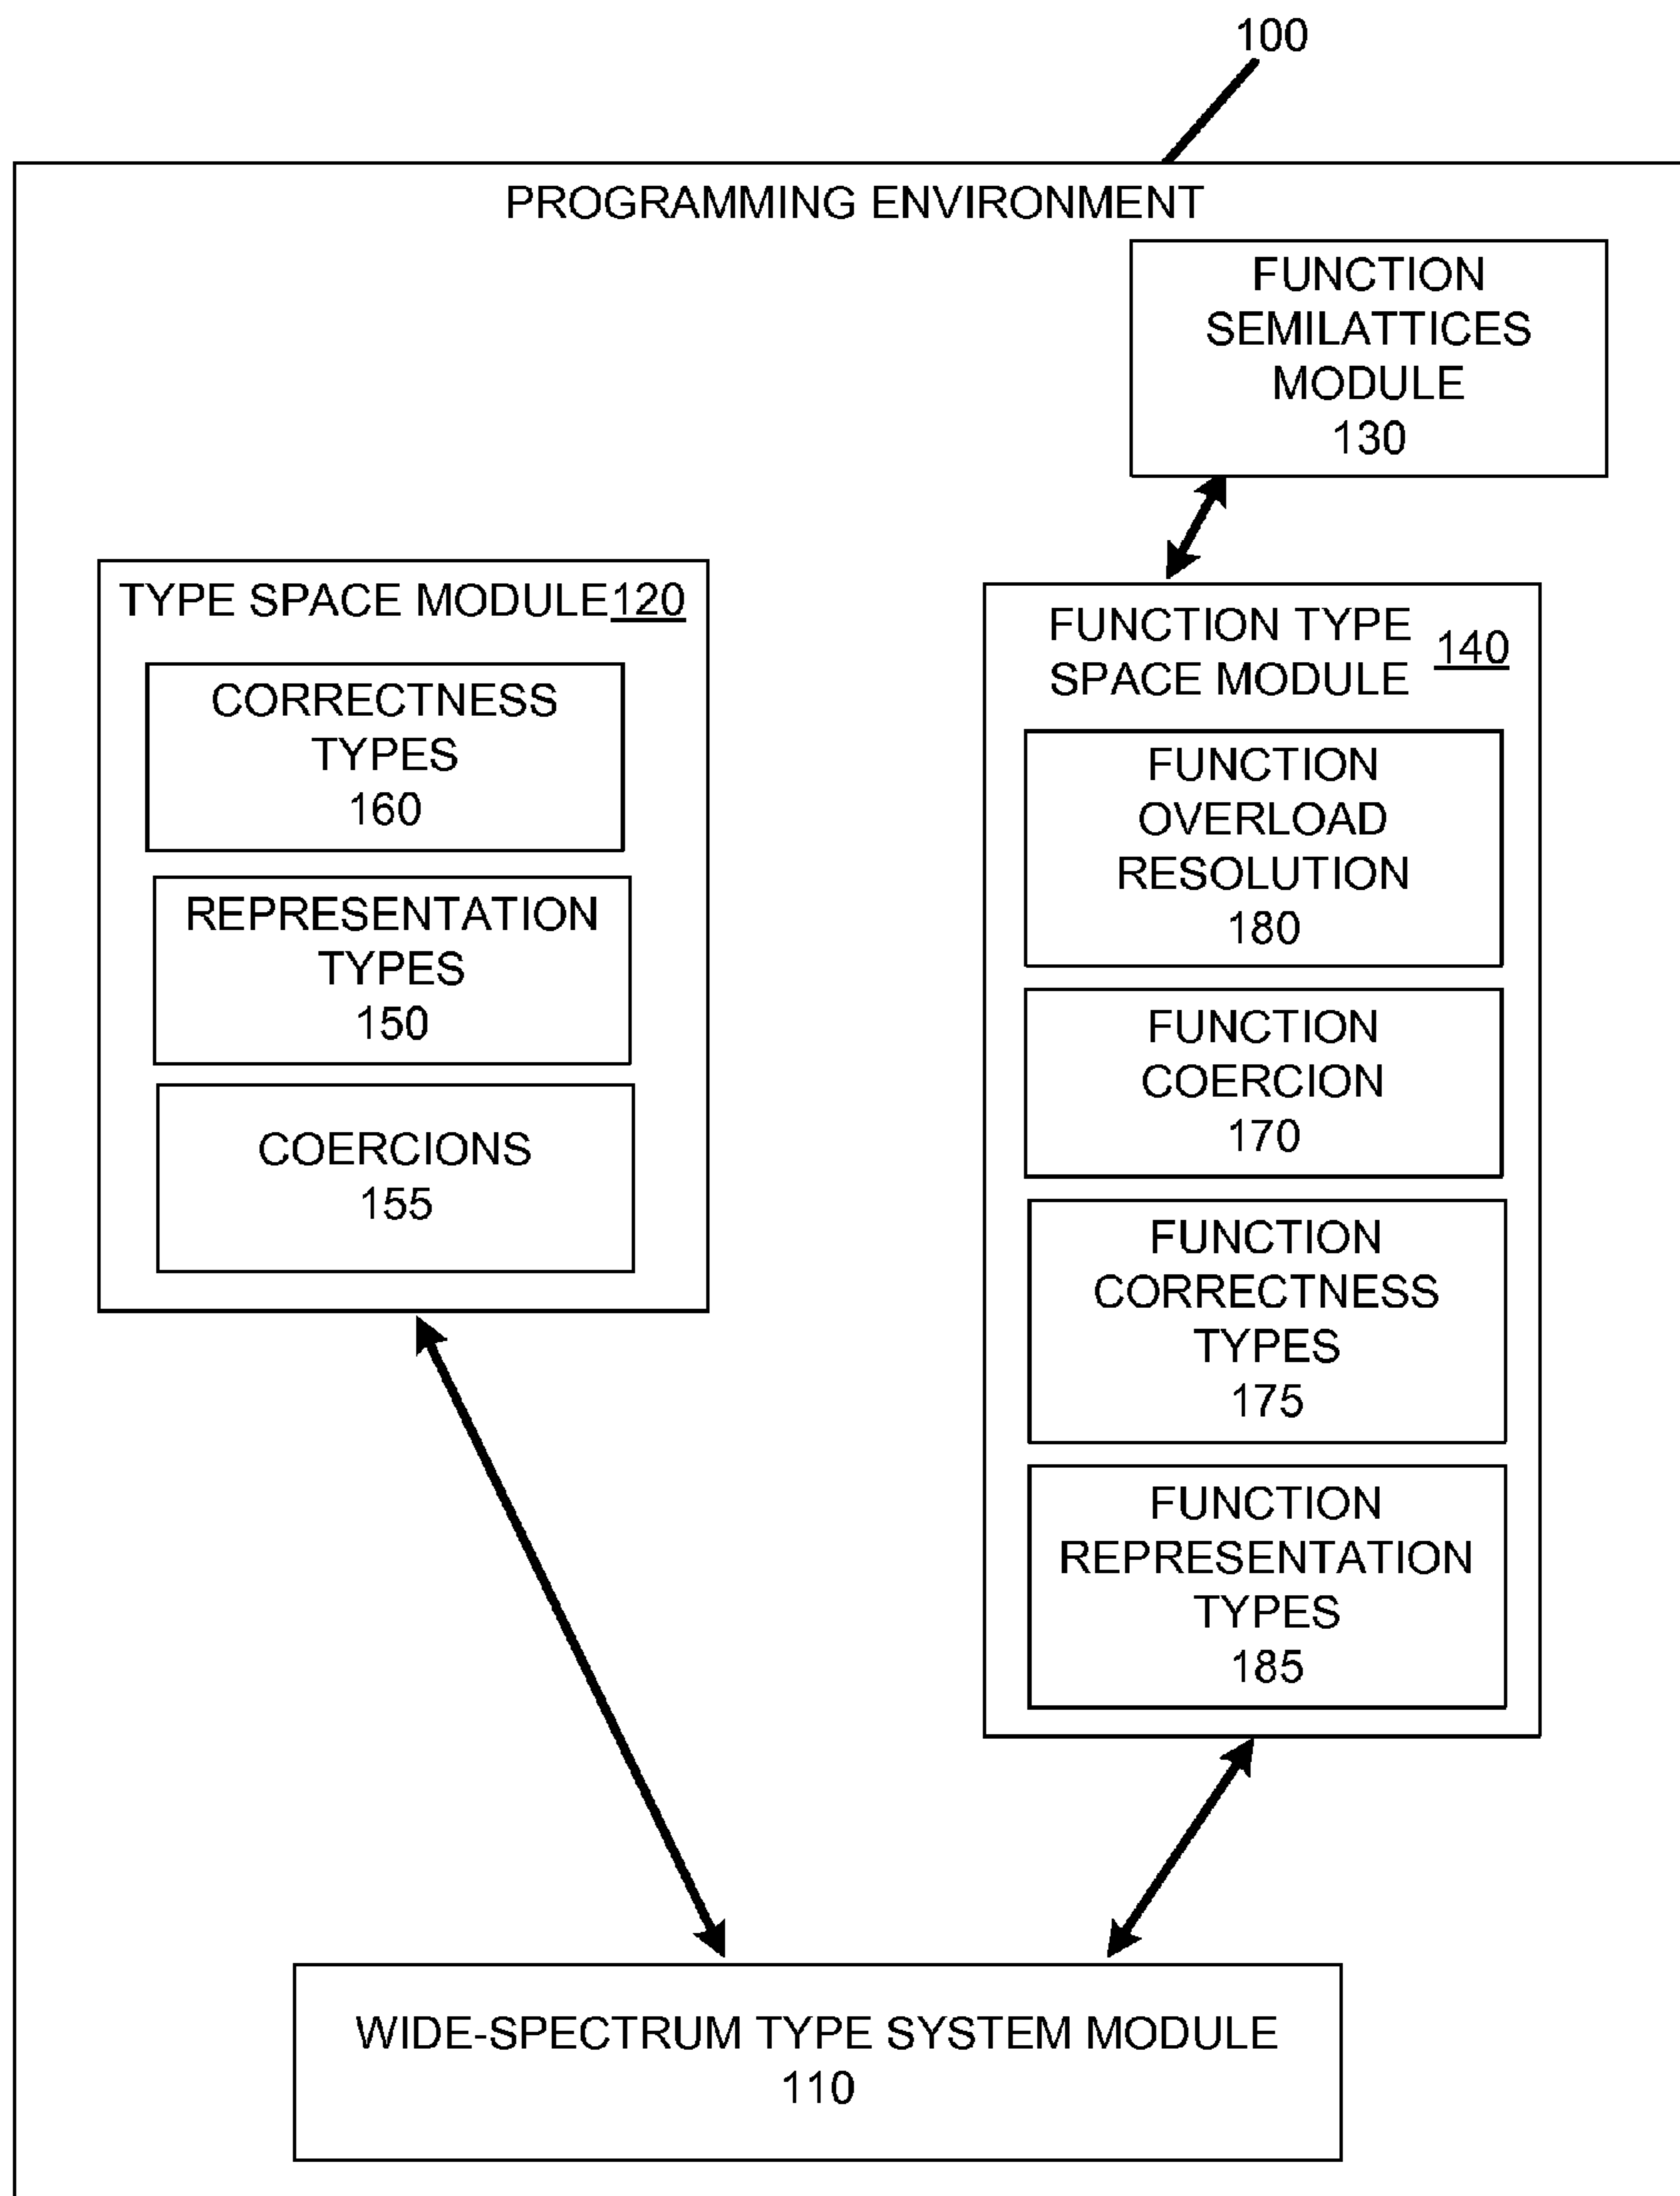 100
PROGRAMMING ENVIRONMENT
FUNCTION
SEMILATTICES
MODULE
130
TYPE SPACE MODULE 120
CORRECTNESS
TYPES
160
REPRESENTATION
TYPES
150
COERCIONS
155
FUNCTION TYPE
SPACE MODULE 140
FUNCTION
OVERLOAD
RESOLUTION
180
FUNCTION
COERCION
170
FUNCTION
CORRECTNESS
TYPES
175
FUNCTION
REPRESENTATION
TYPES
185
WIDE-SPECTRUM TYPE SYSTEM MODULE
110